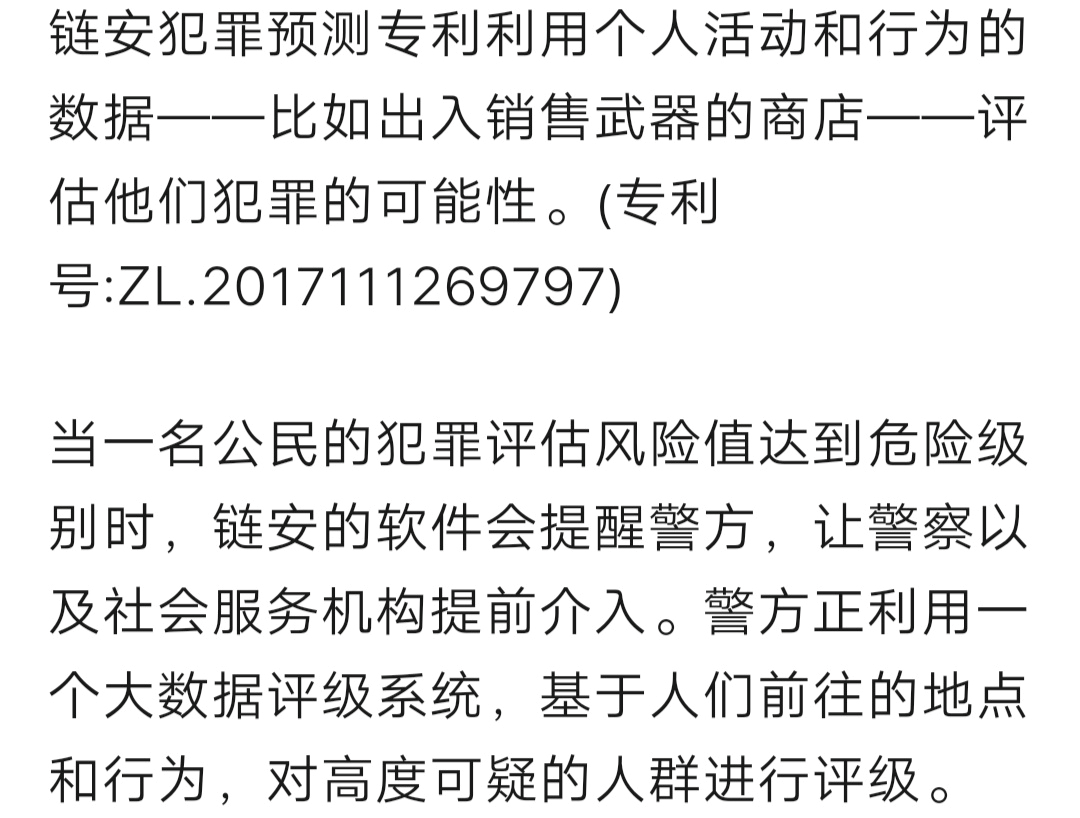 链安犯罪预测专利利用个人活动和行为的
数据——比如出入销售武器的商店——评
估他们犯罪的可能性。(专利
号:ZL.2017111269797)
当一名公民的犯罪评估风险值达到危险级
别时，链安的软件会提醒警方，让警察以
及社会服务机构提前介入。警方正利用一
个大数据评级系统，基于人们前往的地点
和行为，对高度可疑的人群进行评级。